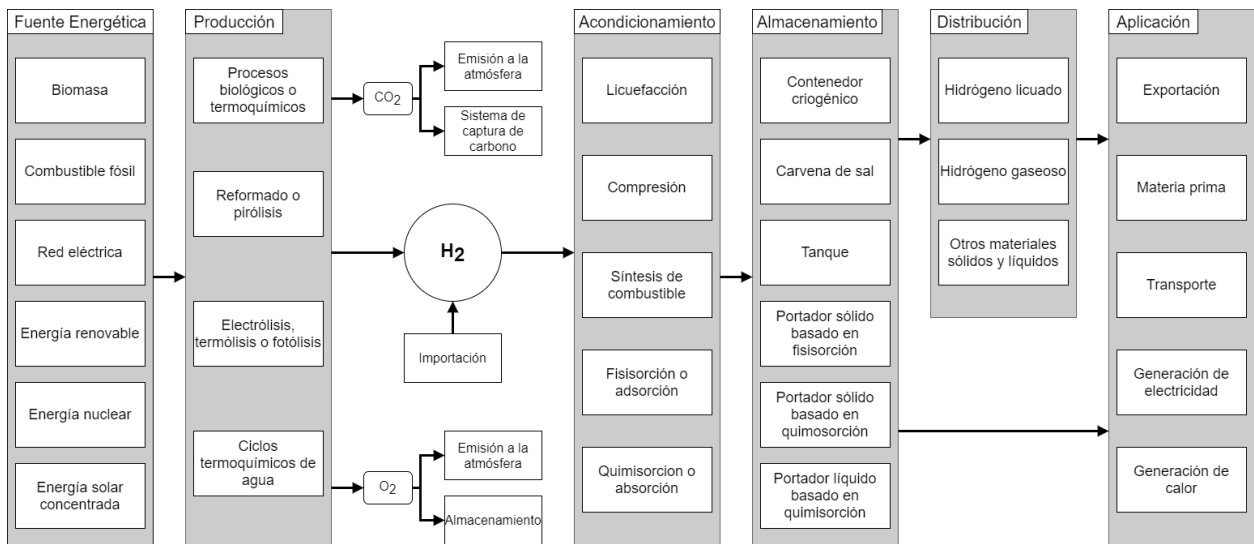 Fuente Energética
Biomasa
Combustible fósil
Red eléctrica
Energía renovable
Energía nuclear
Energía solar
concentrada
Producción
Procesos
biológicos o
termoquímicos
Reformado o
pirólisis
Electrólisis,
termólisis o fotólisis
Ciclos
termoquímicos de
agua
CO2
Emisión a la
atmósfera
Sistema de
captura de
carbono
H2
Importación
O2
Emisión a la
atmósfera
Almacenamiento
Acondicionamiento
Licuefacción
Compresión
Síntesis de
combustible
Fisisorción o
adsorción
Quimisorcion o
absorción
Almacenamiento
Contenedor
criogénico
Carvena de sal
Tanque
Portador sólido
basado en
fisisorción
Portador sólido
basado en
quimosorción
Portador líquido
basado en
quimisorción
Distribución
Hidrógeno licuado
Hidrógeno gaseoso
Otros materiales
sólidos y líquidos
Aplicación
Exportación
Materia prima
Transporte
Generación de
electricidad
Generación de
calor